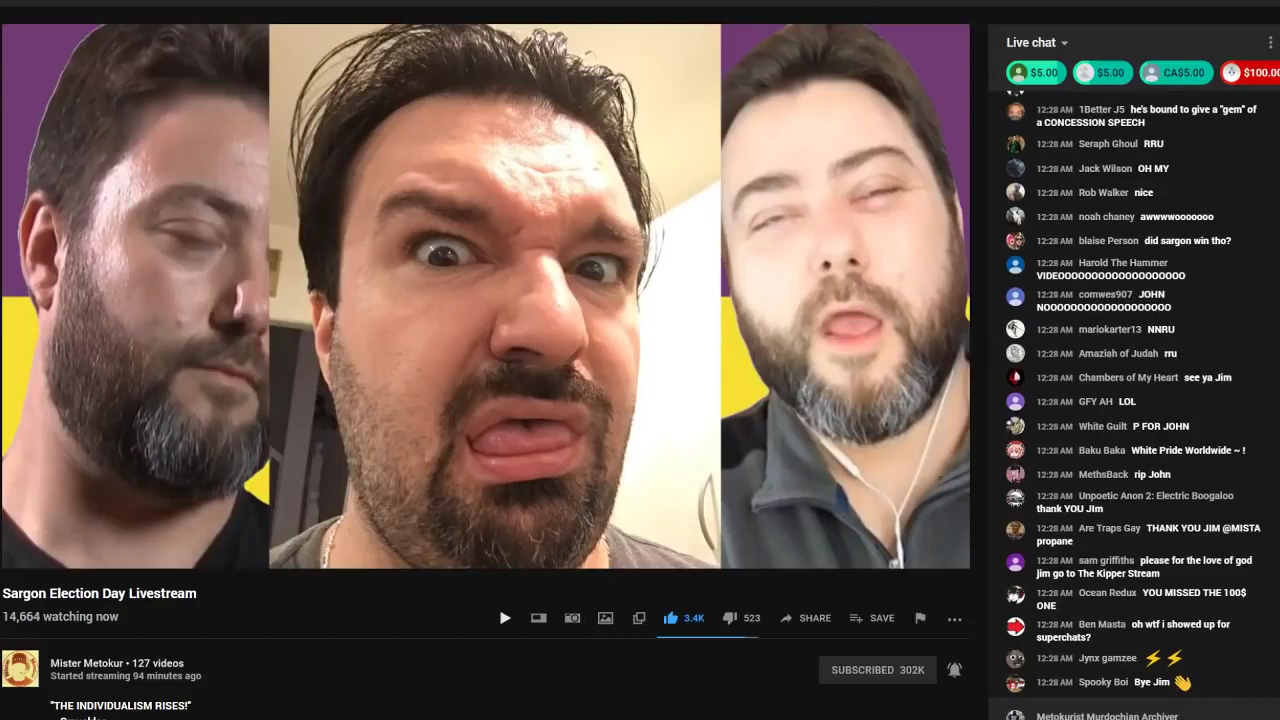 Live chat
$5.00
$5.00
CA$5.00
$100.00
12:28 AM 1Better J5 he's bound to give a "gem" of
a CONCESSION SPEECH
12:28 AM Seraph Ghoul RRU
12:28 AM Jack Wilson OH MY
12:28 AM Rob Walker nice
12:28 AM noah chaney awwwwooooooo
12:28 AM blaise Person did sargon win tho?
12:28 AM Harold The Hammer
VIDEOOOOOOOOOOOOOOOOOOO
12:28 AM comwes907 JOHN
NOOOOOOOOOOOOOOOOOOO
12:28 AM mariokarter13 NNRU
12:28 AM Amaziah of Judah rru
12:28 AM Chambers of My Heart see ya Jim
12:28 AM GFY AH LOL
12:28 AM White Guilt P FOR JOHN
12:28 AM Baku Baka White Pride Worldwide ~ !
12:28 AM MethsBack rip John
12:28 AM Unpoetic Anon 2: Electric Boogaloo
thank YOU JIm
12:28 AM Are Traps Gay THANK YOU JIM @MISTA
propane
12:28 AM sam griffiths please for the love of god
jim go to The Kipper Stream
12:28 AM Ocean Redux YOU MISSED THE 100$
ONE
12:28 AM Ben Masta oh wtf i showed up for
superchats?
12:28 AM Jynx gamzee ⚡⚡
12:28 AM Spooky Boi Bye Jim 👋
Metokurist Murdochian Archiver
Sargon Election Day Livestream
14,664 watching now
3.4K
523
SHARE
SAVE
Mister Metokur • 127 videos
Started streaming 94 minutes ago
SUBSCRIBED 302K
"THE INDIVIDUALISM RISES!"